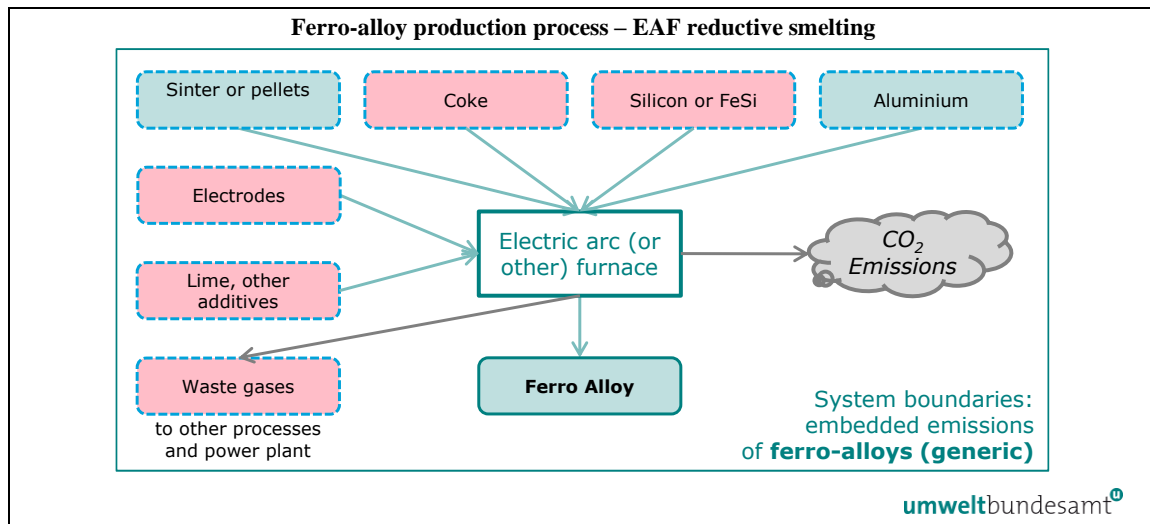 Ferro-alloy production process – EAF reductive smelting
Sinter or pellets
Coke
Silicon or FeSi
Aluminium
Electrodes
Electric arc (or
other) furnace
CO₂
Emissions
Lime, other
additives
Waste gases
Ferro Alloy
to other processes
and power plant
System boundaries:
embedded emissions
of ferro-alloys (generic)
umweltbundesamt u